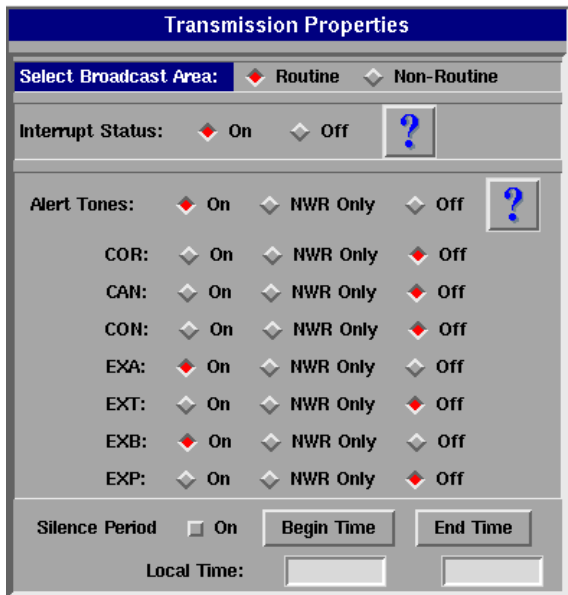 Transmission Properties
Select Broadcast Area: Routine Non-Routine
Interrupt Status: On Off ?
Alert Tones: On NWR Only Off ?
COR: On NWR Only Off
CAN: On NWR Only Off
CON: On NWR Only Off
EXA: On NWR Only Off
EXT: On NWR Only Off
EXB: On NWR Only Off
EXP: On NWR Only Off
Silence Period On Begin Time End Time
Local Time: